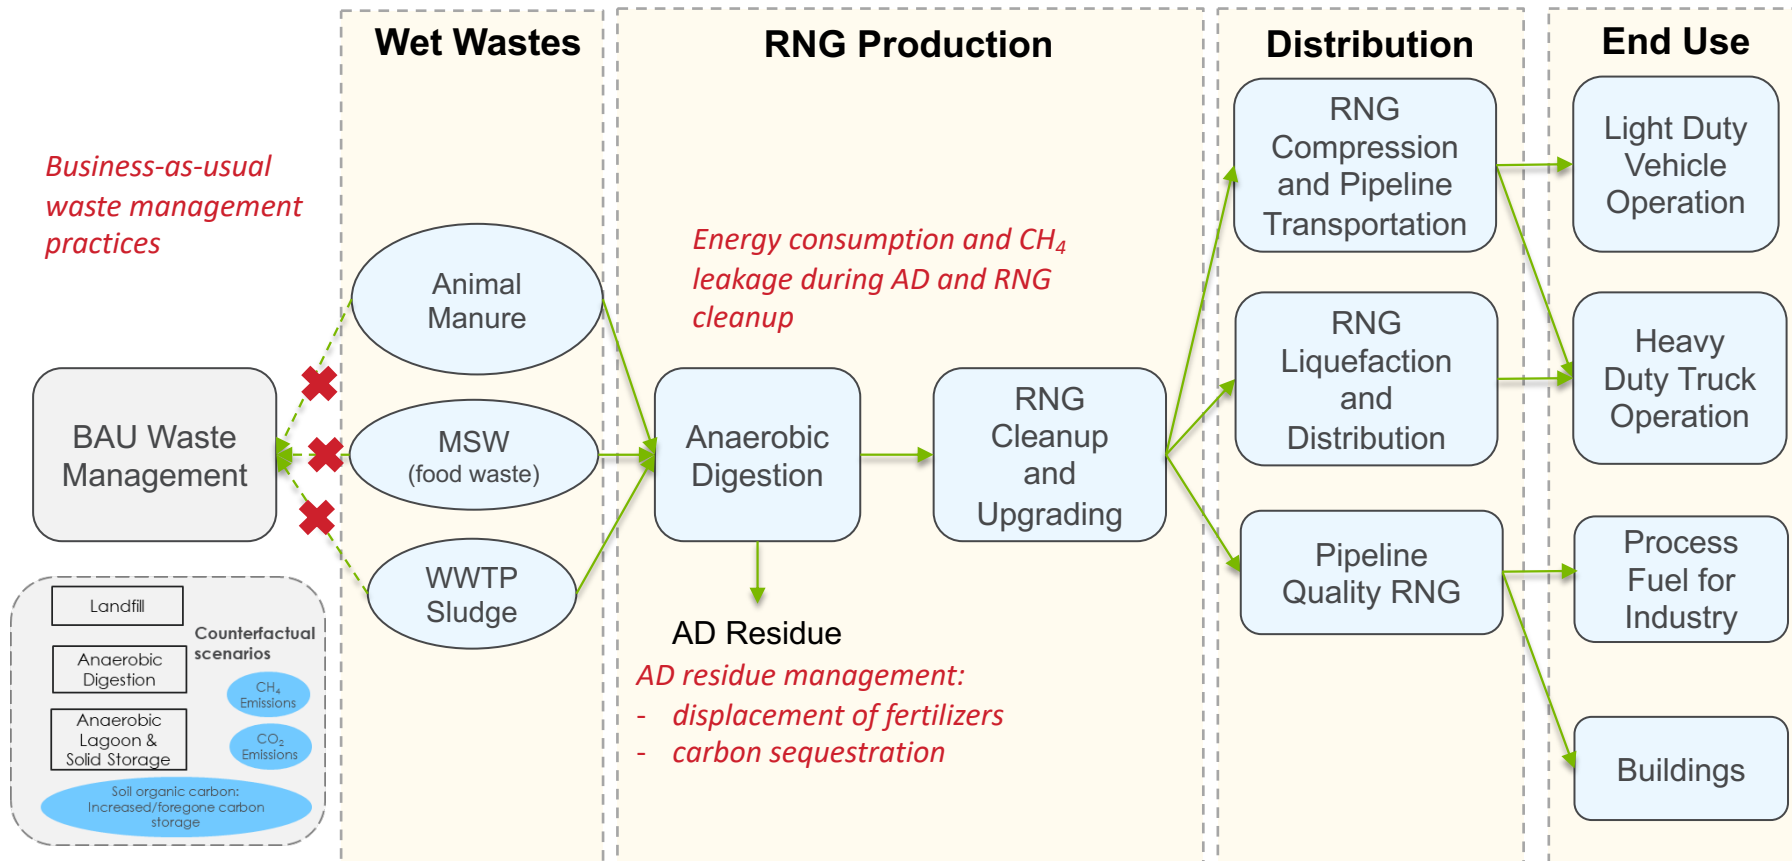 Wet Wastes
RNG Production
Distribution
End Use
Business-as-usual
waste management
practices
BAU Waste
Management
Landfill
Counterfactual
scenarios
Anaerobic
Digestion
CH₄
Emissions
Anaerobic
Lagoon &
Solid Storage
CO₂
Emissions
Soil organic carbon:
Increased/foregone carbon
storage
Animal
Manure
MSW
(food waste)
WWTP
Sludge
Energy consumption and CH₄
leakage during AD and RNG
cleanup
Anaerobic
Digestion
RNG
Cleanup
and
Upgrading
AD Residue
AD residue management:
- displacement of fertilizers
- carbon sequestration
RNG
Compression
and Pipeline
Transportation
RNG
Liquefaction
and
Distribution
Pipeline
Quality RNG
Light Duty
Vehicle
Operation
Heavy
Duty Truck
Operation
Process
Fuel for
Industry
Buildings